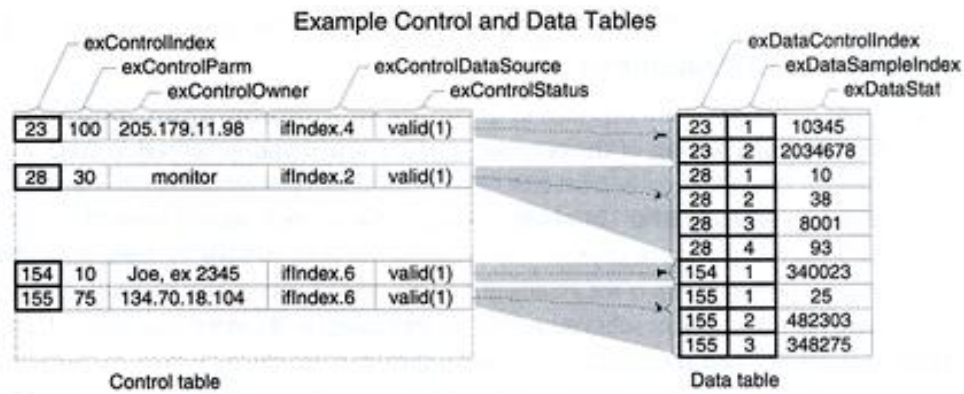 Example Control and Data Tables
exControlIndex
exControlParm
exControlOwner
exControlDataSource
exControlStatus
exDataControlIndex
exDataSampleIndex
exDataStat
23 100 205.179.11.98 ifIndex.4 valid(1)
28 30 monitor ifIndex.2 valid(1)
154 10 Joe, ex 2345 ifIndex.6 valid(1)
155 75 134.70.18.104 ifIndex.6 valid(1)
Control table
23 1 10345
23 2 2034678
28 1 10
28 2 38
28 3 8001
28 4 93
154 1 340023
155 1 25
155 2 482303
155 3 348275
Data table